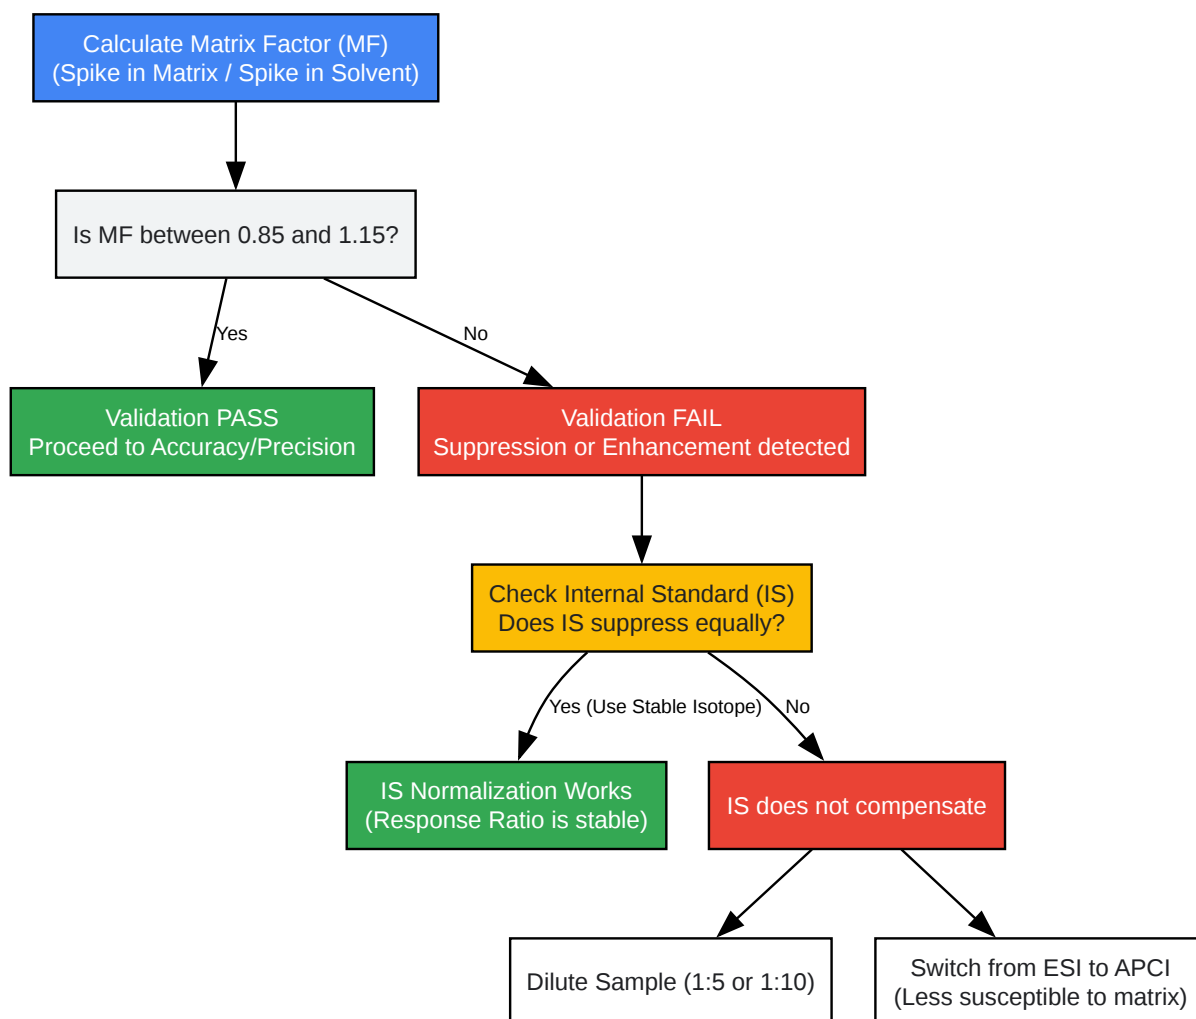 Calculate Matrix Factor (MF)
(Spike in Matrix / Spike in Solvent)
Is MF between 0.85 and 1.15?
Yes
No
Validation PASS
Proceed to Accuracy/Precision
Validation FAIL
Suppression or Enhancement detected
Check Internal Standard (IS)
Does IS suppress equally?
Yes (Use Stable Isotope)
No
IS Normalization Works
(Response Ratio is stable)
IS does not compensate
Dilute Sample (1:5 or 1:10)
Switch from ESI to APCI
(Less susceptible to matrix)